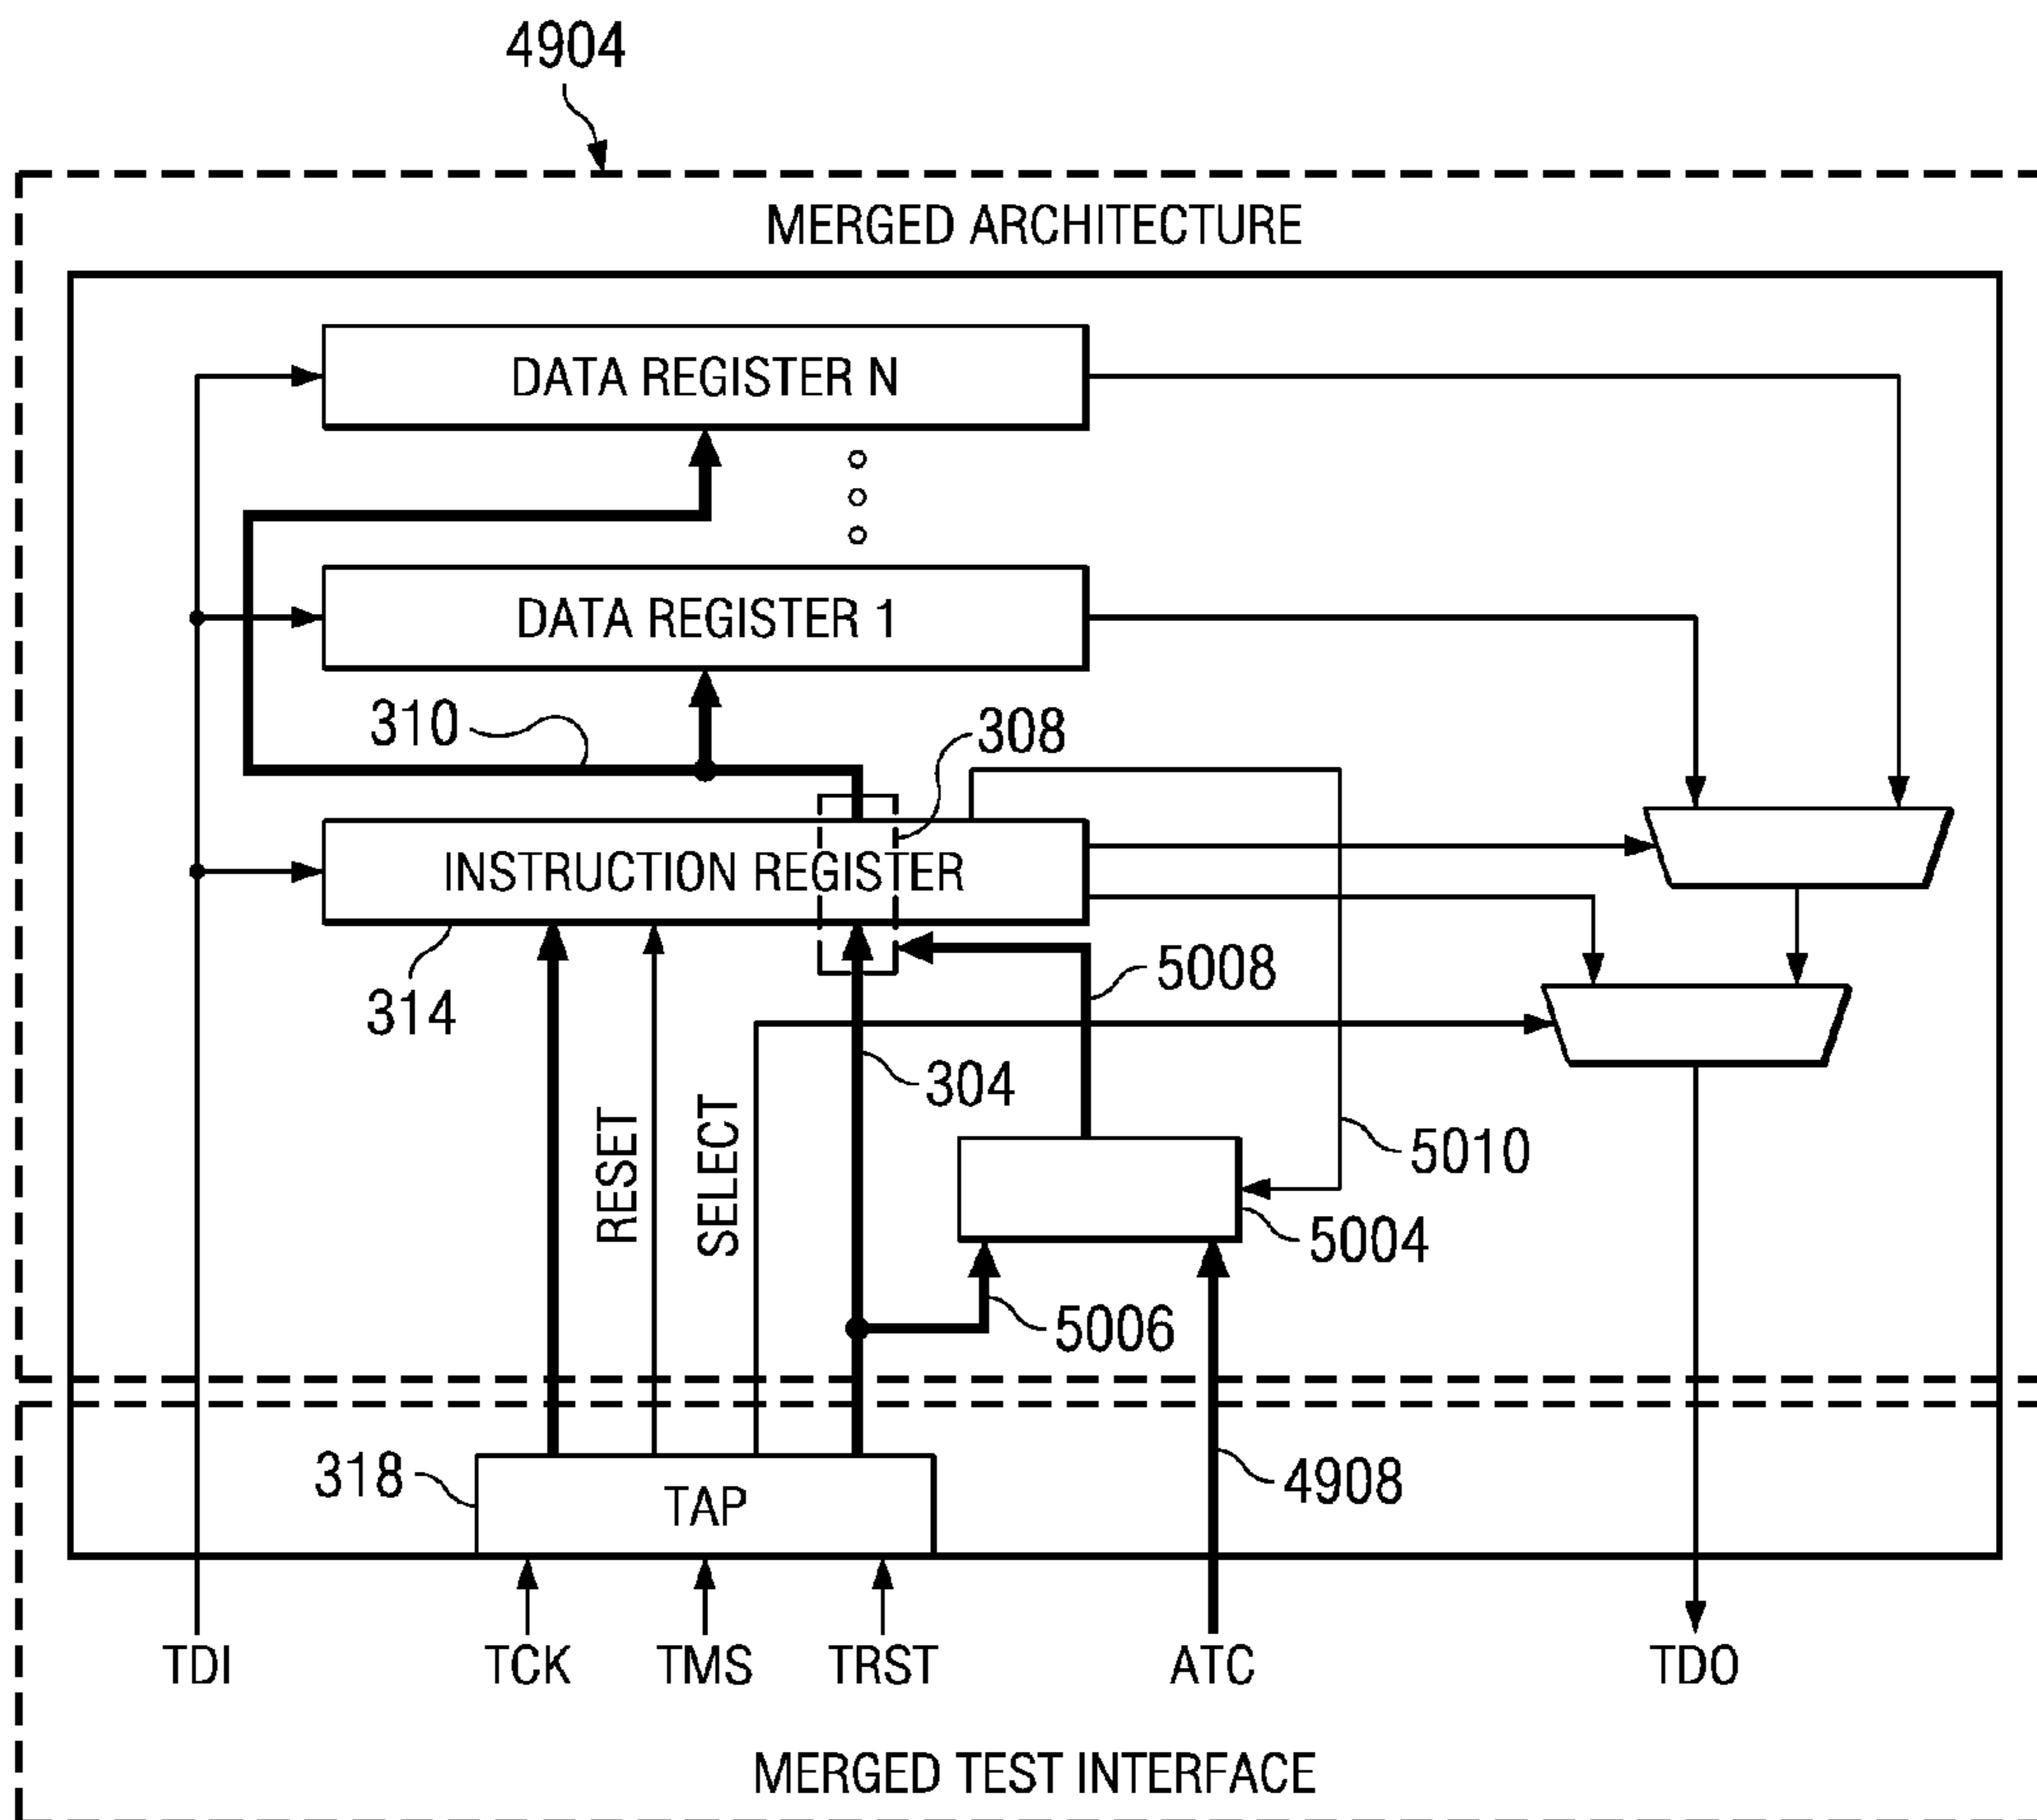 4904
MERGED ARCHITECTURE
DATA REGISTER N
DATA REGISTER 1
310
308
INSTRUCTION REGISTER
314
5008
304
RESET
SELECT
5010
5004
5006
318
TAP
4908
TDI
TCK
TMS
TRST
ATC
TDO
MERGED TEST INTERFACE